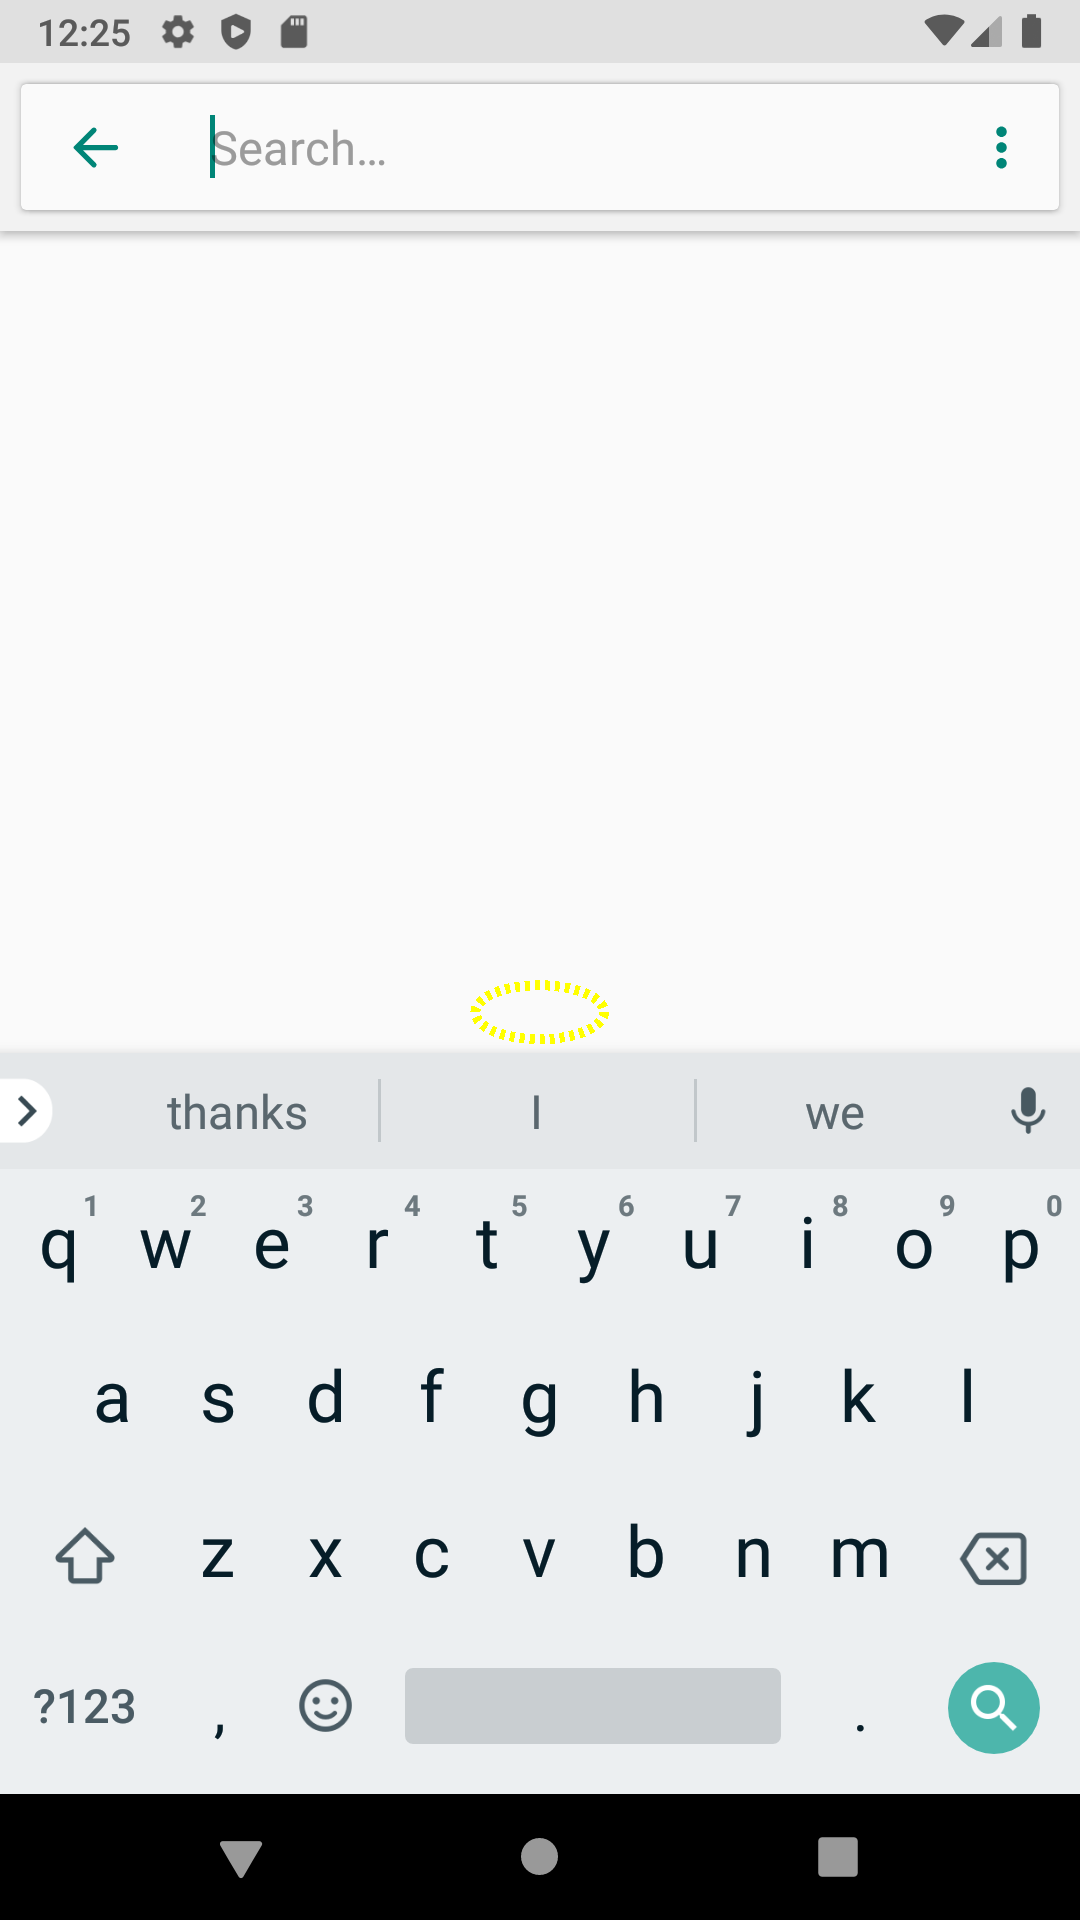 12:25
Search...
thanks I we
1 2 3 4 5 6 7 8 9 0
q w e r t y u i o p
a s d f g h j k l
z x c v b n m
?123 , .